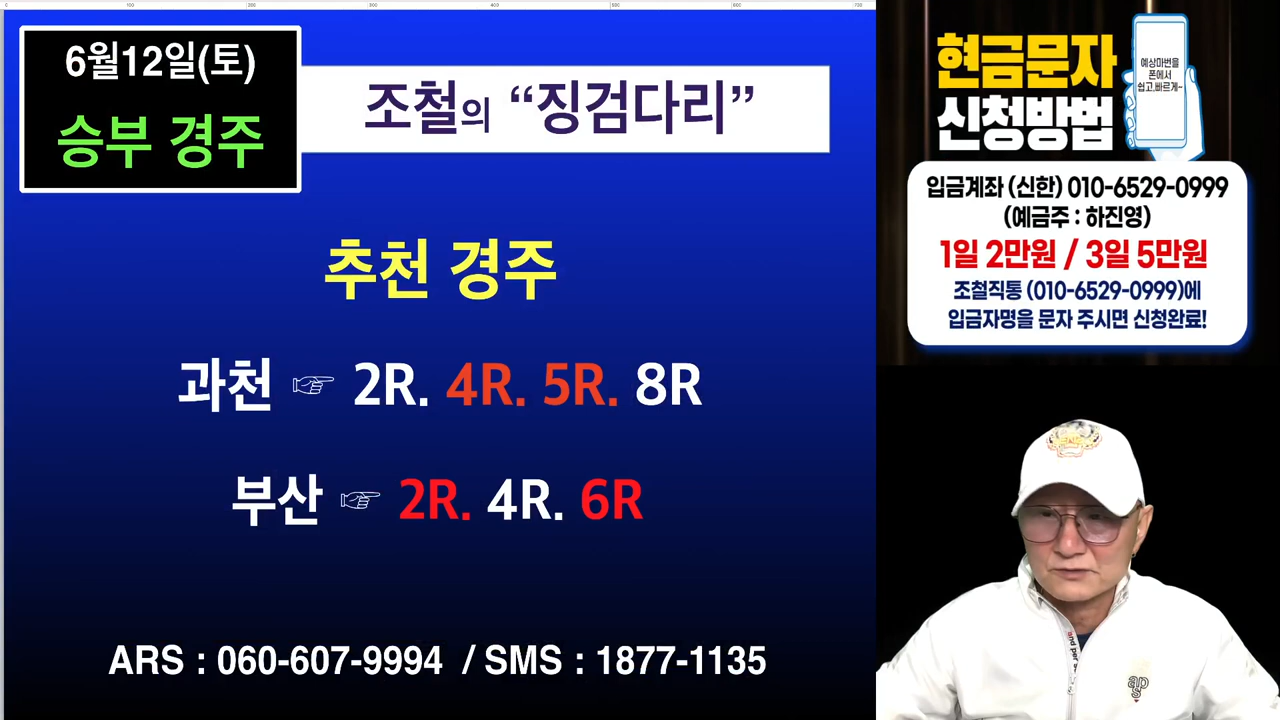 6월12일(토)
승부 경주
조철의 “징검다리”
추천 경주
과천 ☞ 2R. 4R. 5R. 8R
부산 ☞ 2R. 4R. 6R
ARS : 060-607-9994 / SMS : 1877-1135
현금문자
신청방법
예상마번을
폰에서
쉽고,빠르게~
입금계좌 (신한) 010-6529-0999
(예금주 : 하진영)
1일 2만원 / 3일 5만원
조철직통 (010-6529-0999)에
입금자명을 문자 주시면 신청완료!